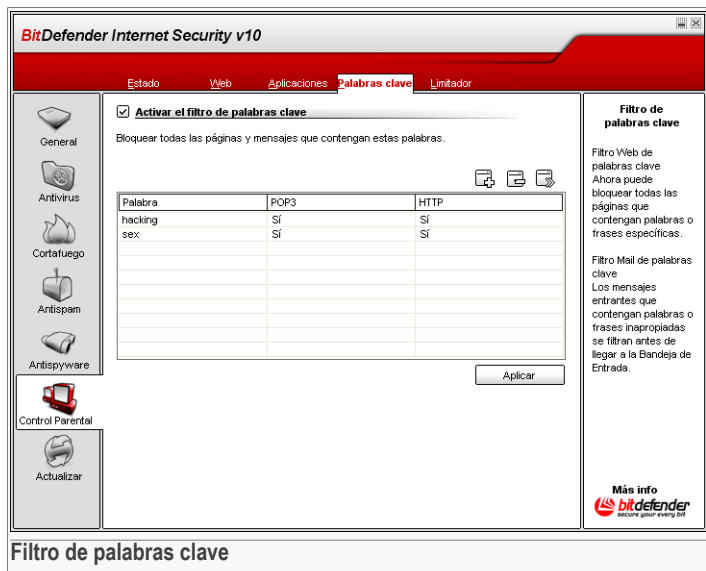 BitDefender Internet Security v10
Estado Web Aplicaciones Palabras clave Limitador
General
Antivirus
Cortafuego
Antispam
Antispyware
Control Parental
Actualizar
Activar el filtro de palabras clave
Bloquear todas las páginas y mensajes que contengan estas palabras.
Palabra POP3 HTTP
hacking Sí Sí
sex Sí Sí
Aplicar
Filtro de
palabras clave
Filtro Web de
palabras clave
Ahora puede
bloquear todas las
páginas que
contengan palabras o
frases específicas.
Filtro Mail de palabras
clave
Los mensajes
entrantes que
contengan palabras o
frases inapropiadas
se filtran antes de
llegar a la Bandeja de
Entrada.
Más info
bitdefender
secure your every bit
Filtro de palabras clave